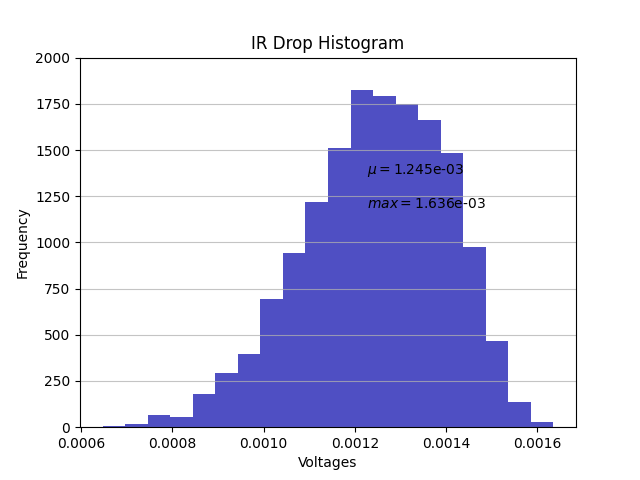 IR Drop Histogram
2000
1750
1500
1250
1000
750
500
250
0
Frequency
μ = 1.245e-03
max = 1.636e-03
0.0006 0.0008 0.0010 0.0012 0.0014 0.0016
Voltages